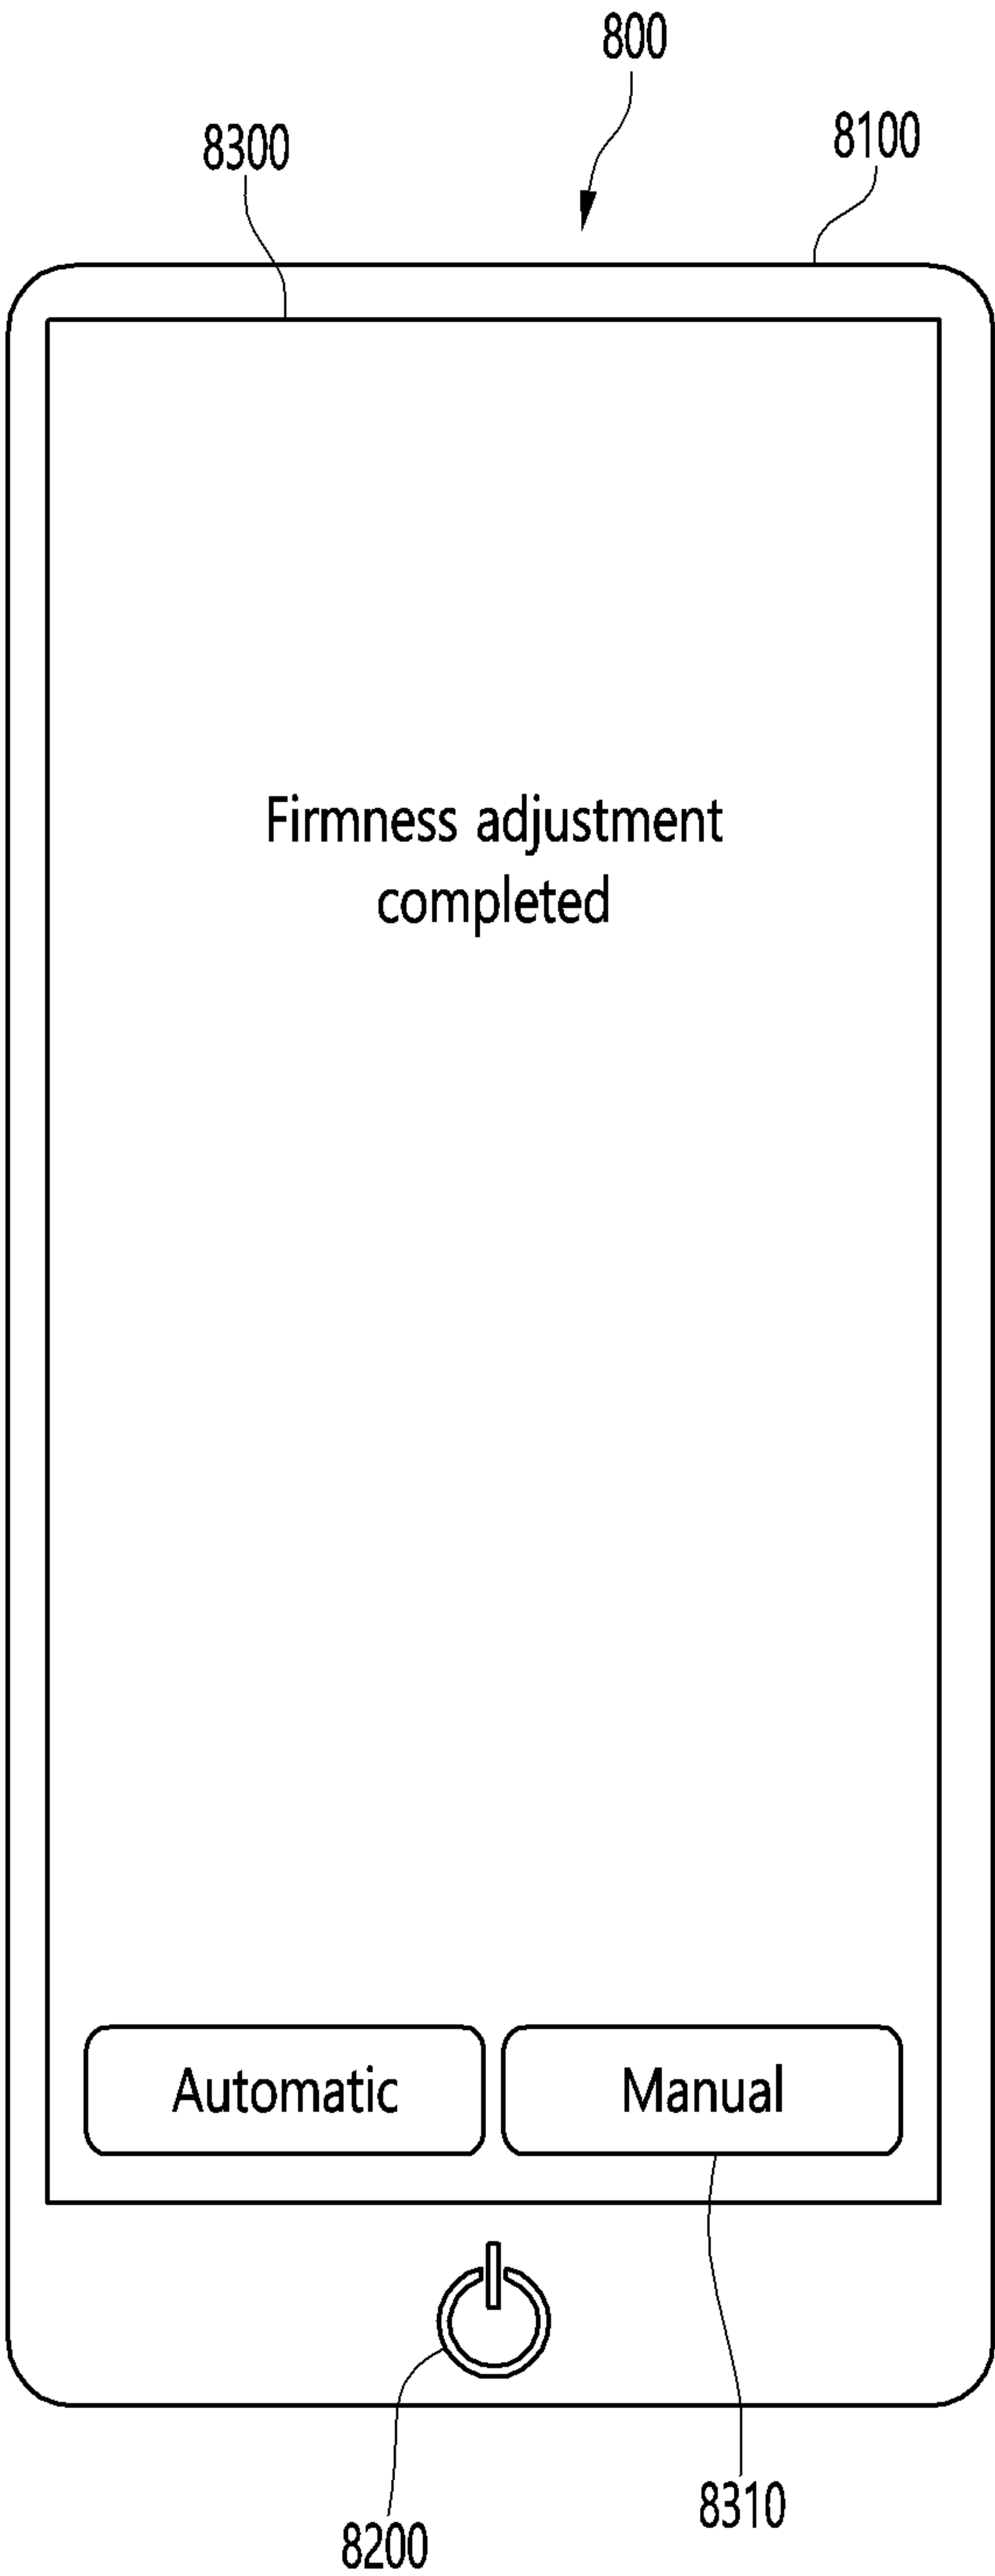 800
8300
8100
Firmness adjustment
completed
Automatic
Manual
8310
8200